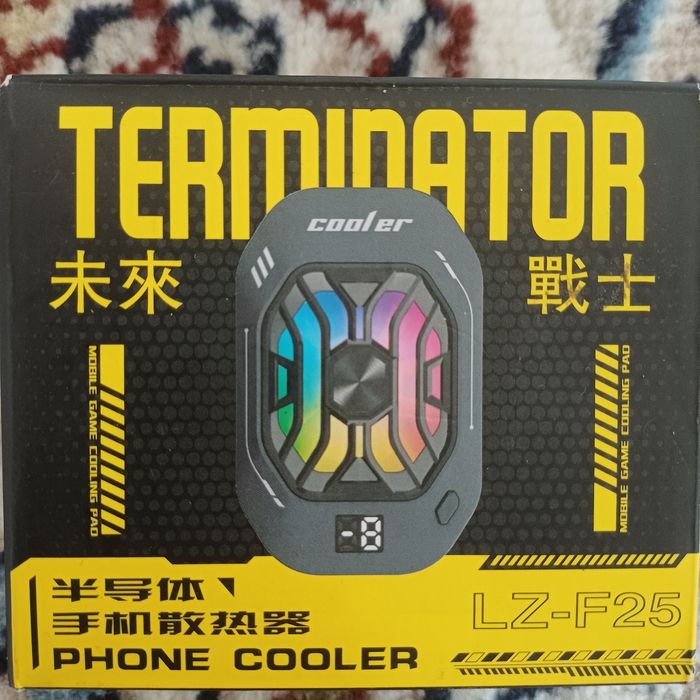 TERMINATOR
cooler
未來 戰士
MOBILE GAME COOLING PAD
MOBILE GAME COOLING PAD
-8
半导体
手机散热器
PHONE COOLER
LZ-F25